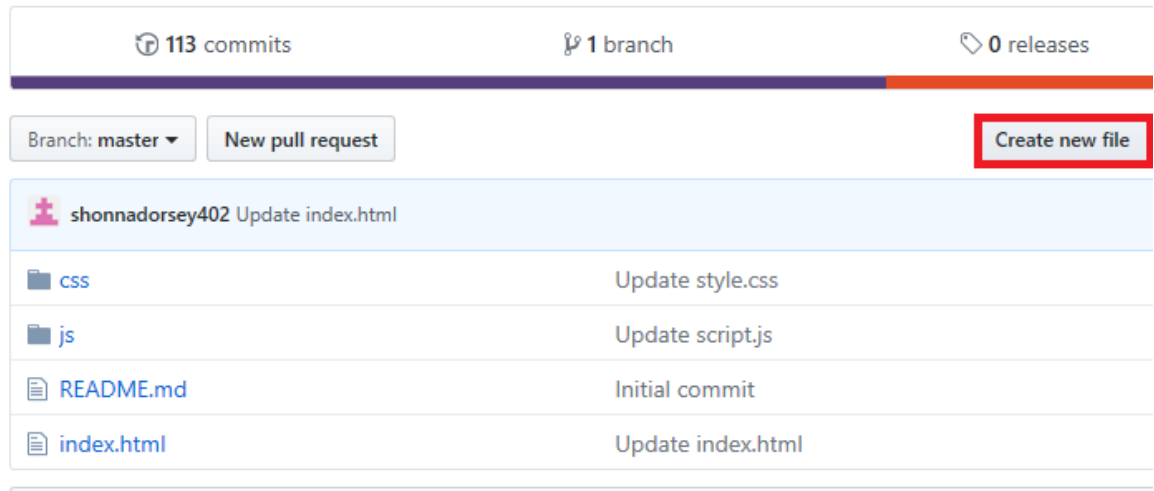 113 commits 1 branch 0 releases
Branch: master New pull request Create new file
shonnadorsey402 Update index.html
css Update style.css
js Update script.js
README.md Initial commit
index.html Update index.html